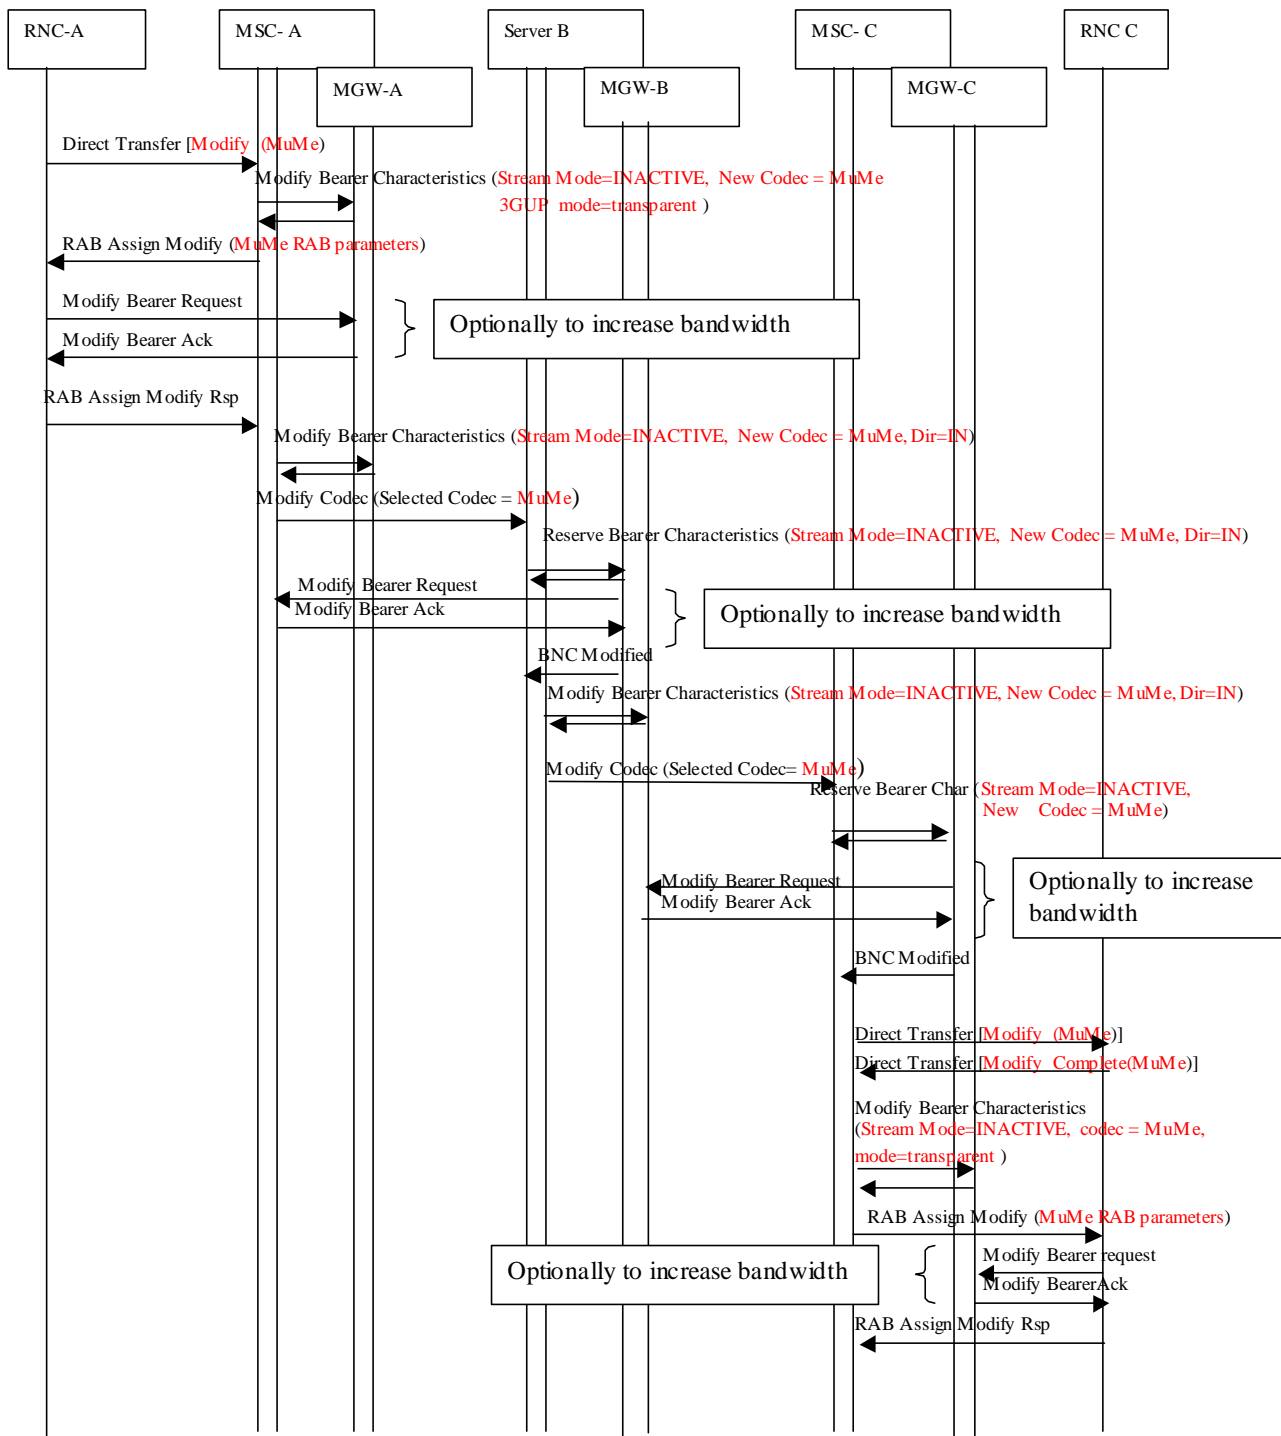 RNC-A
MSC- A
Server B
MSC- C
RNC C
MGW-A
MGW-B
MGW-C
Direct Transfer [Modify (MuMe)
Modify Bearer Characteristics (Stream Mode=INACTIVE, New Codec = MuMe
3GUP mode=transparent )
RAB Assign Modify (MuMe RAB parameters)
Modify Bearer Request
Optionally to increase bandwidth
Modify Bearer Ack
RAB Assign Modify Rsp
Modify Bearer Characteristics (Stream Mode=INACTIVE, New Codec = MuMe, Dir=IN)
Modify Codec (Selected Codec = MuMe)
Reserve Bearer Characteristics (Stream Mode=INACTIVE, New Codec = MuMe, Dir=IN)
Modify Bearer Request
Modify Bearer Ack
Optionally to increase bandwidth
BNC Modified
Modify Bearer Characteristics (Stream Mode=INACTIVE, New Codec = MuMe, Dir=IN)
Modify Codec (Selected Codec= MuMe)
Reserve Bearer Char (Stream Mode=INACTIVE,
New Codec = MuMe)
Modify Bearer Request
Modify Bearer Ack
Optionally to increase
bandwidth
BNC Modified
Direct Transfer [Modify (MuMe)]
Direct Transfer [Modify Complete(MuMe)]
Modify Bearer Characteristics
(Stream Mode=INACTIVE, codec = MuMe,
mode=transparent )
RAB Assign Modify (MuMe RAB parameters)
Optionally to increase bandwidth
Modify Bearer request
Modify BearerAck
RAB Assign Modify Rsp